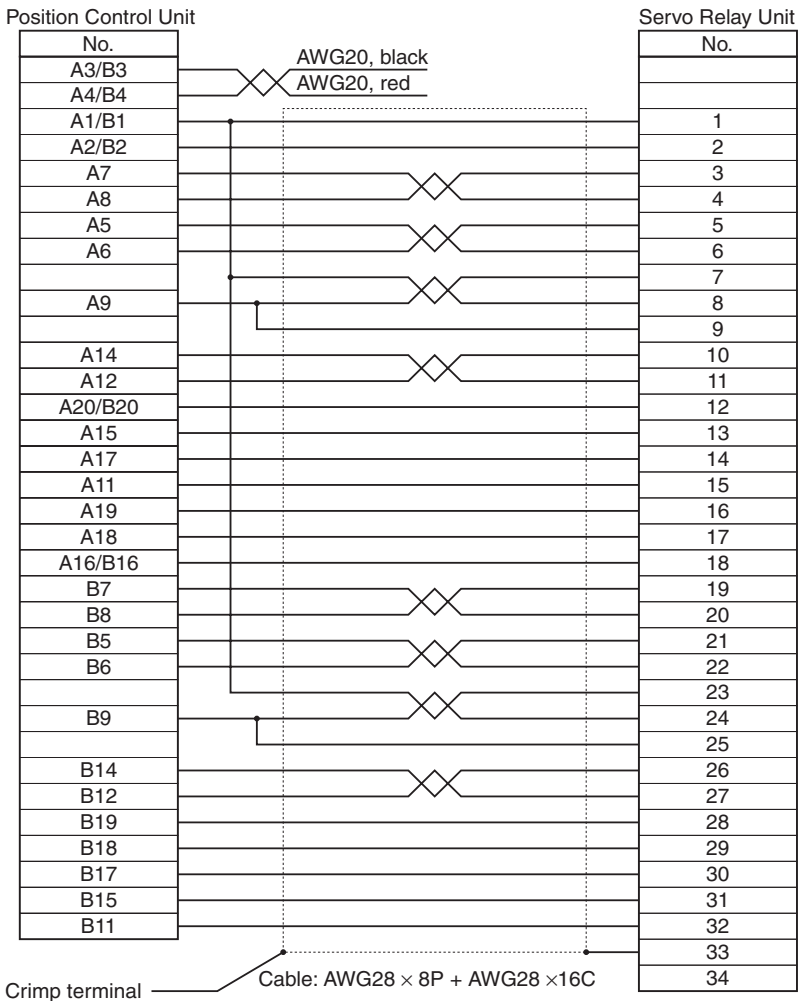 Position Control Unit Servo Relay Unit
No. No.
A3/B3 AWG20, black
A4/B4 AWG20, red
A1/B1 1
A2/B2 2
A7 3
A8 4
A5 5
A6 6
7
A9 8
9
A14 10
A12 11
A20/B20 12
A15 13
A17 14
A11 15
A19 16
A18 17
A16/B16 18
B7 19
B8 20
B5 21
B6 22
23
B9 24
25
B14 26
B12 27
B19 28
B18 29
B17 30
B15 31
B11 32
33
Crimp terminal Cable: AWG28 × 8P + AWG28 ×16C 34